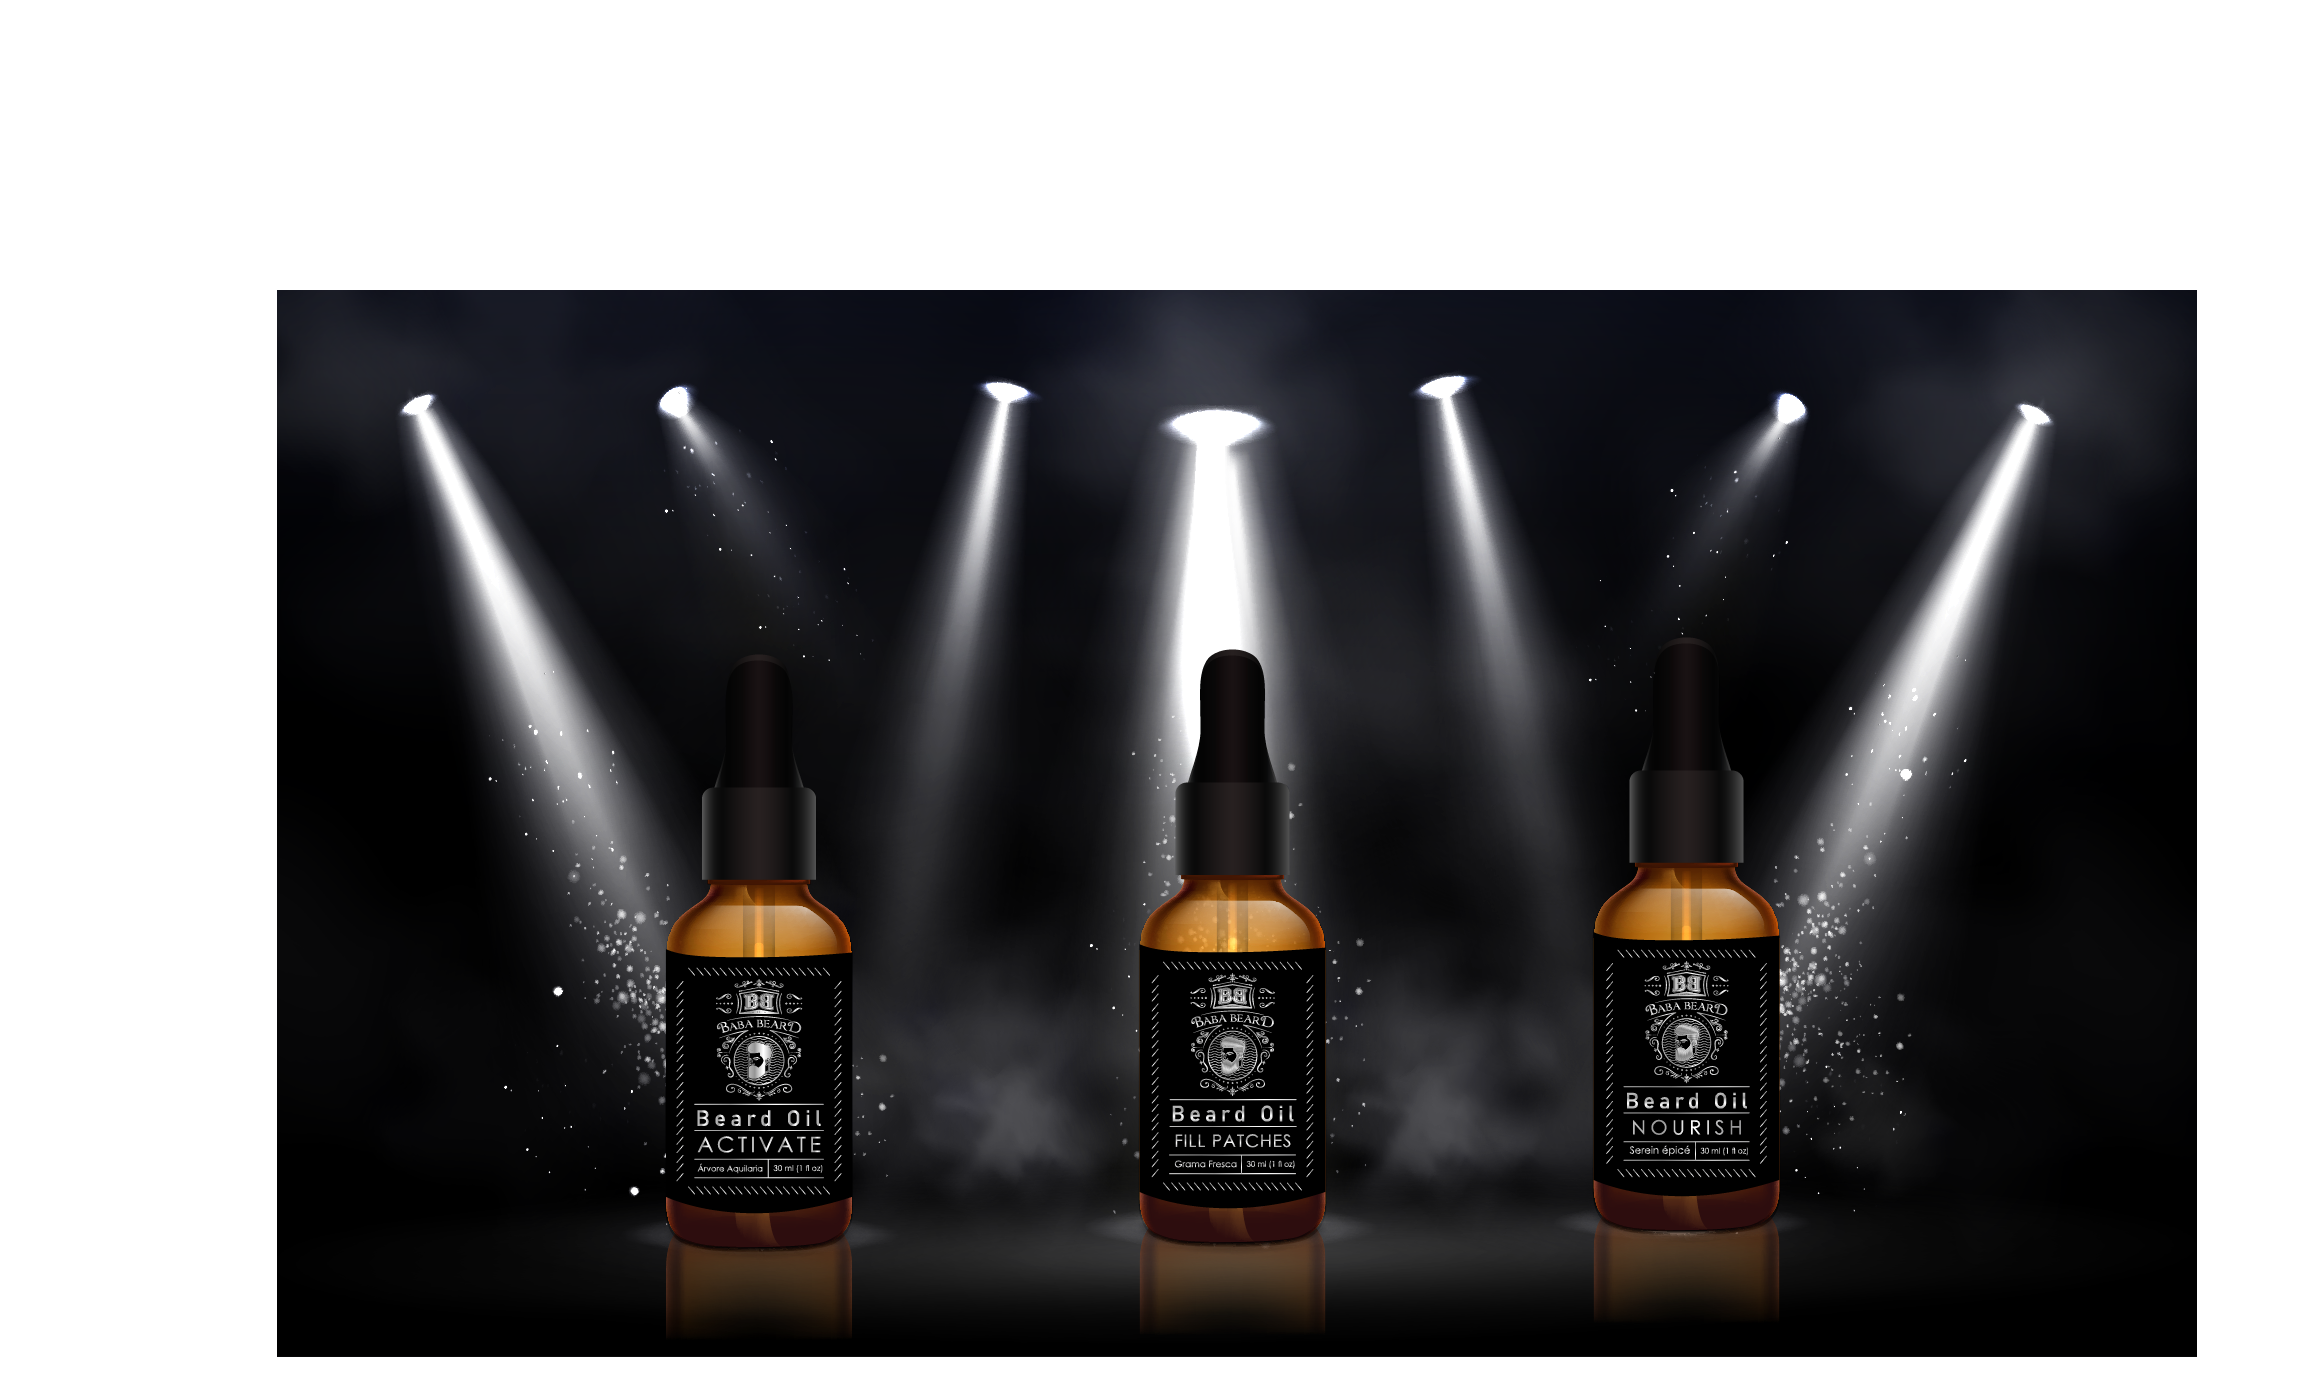 BB
BABA BEARD
Beard Oil
ACTIVATE
Árvore Aquilaria 30 ml (1 fl oz)
BB
BABA BEARD
Beard Oil
FILL PATCHES
Grama Fresca 30 ml (1 fl oz)
BB
BABA BEARD
Beard Oil
NOURISH
Serein épicé 30 ml (1 fl oz)